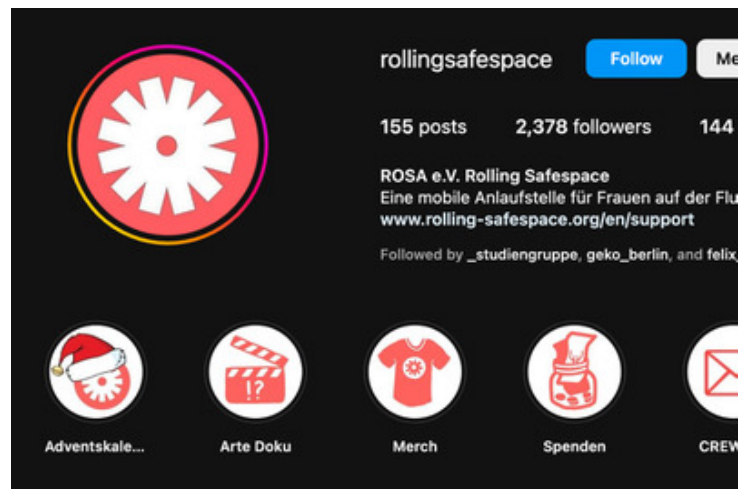 rollingsafespace Follow Me
155 posts 2,378 followers 144
ROSA e.V. Rolling Safespace
Eine mobile Anlaufstelle für Frauen auf der Flu
www.rolling-safespace.org/en/support
Followed by _studiengruppe, geko_berlin, and felix_
!?
Adventskale... Arte Doku Merch Spenden CREW